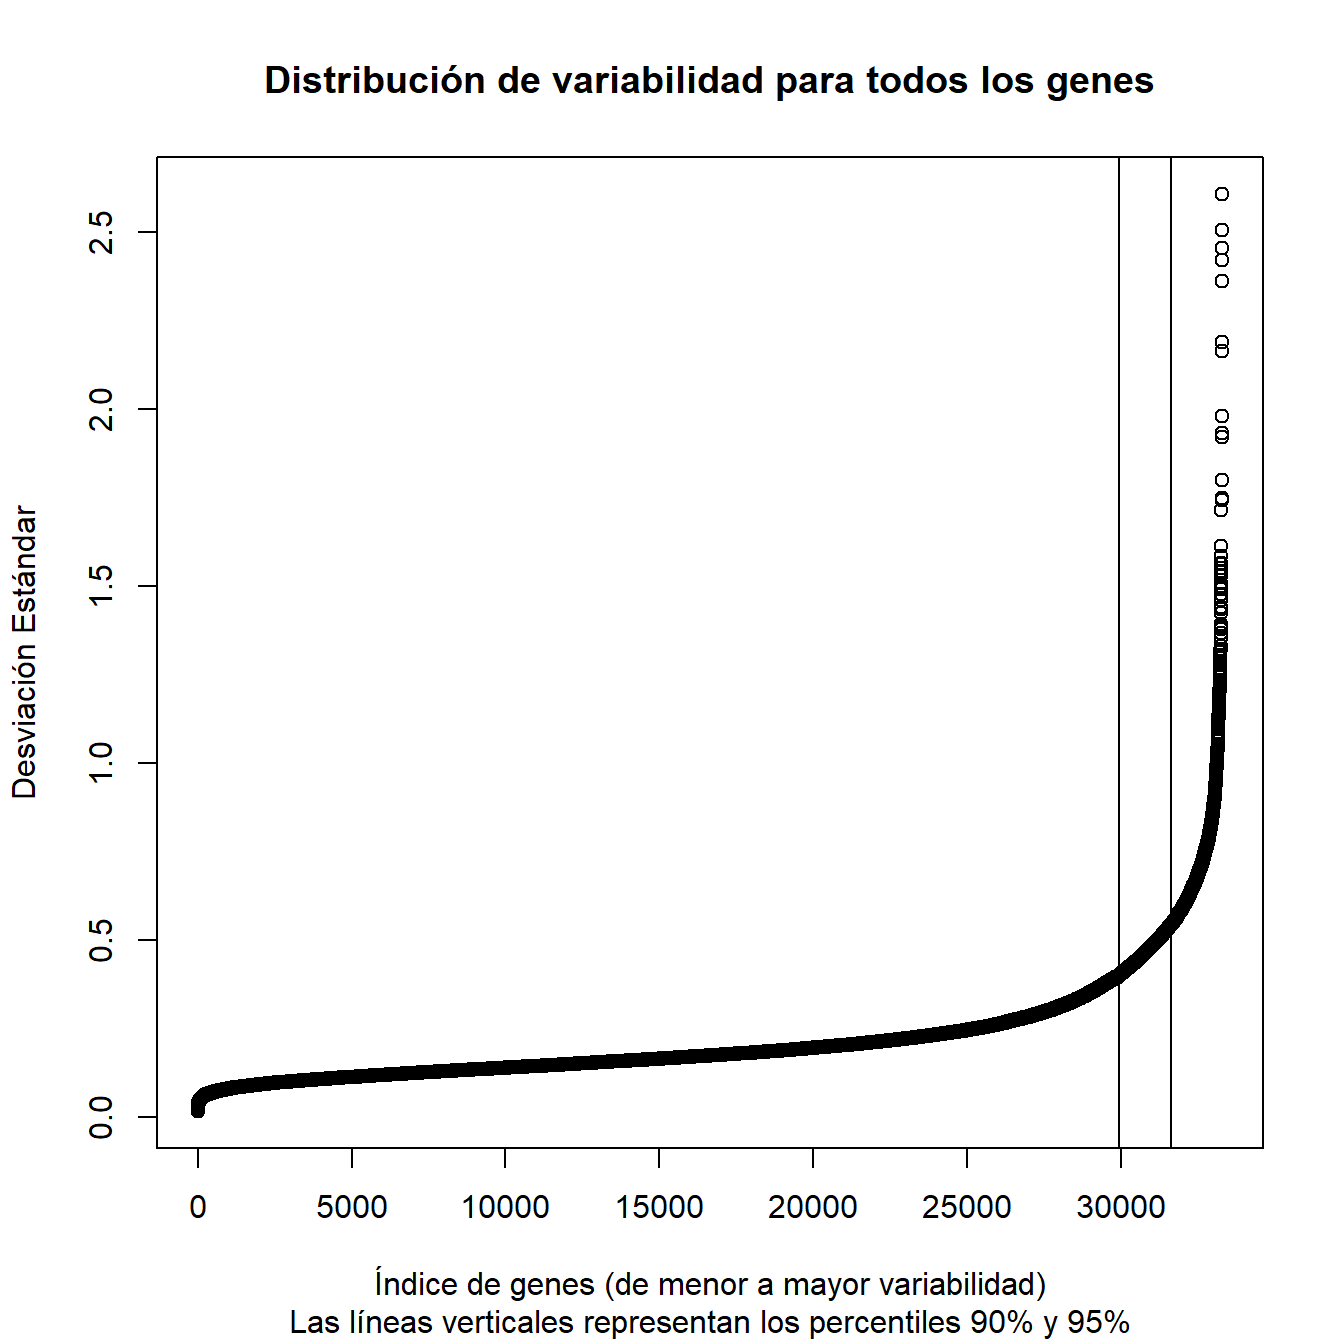 Distribución de variabilidad para todos los genes
Desviación Estándar
2.5
2.0
1.5
1.0
0.5
0.0
0 5000 10000 15000 20000 25000 30000
Índice de genes (de menor a mayor variabilidad)
Las líneas verticales representan los percentiles 90% y 95%